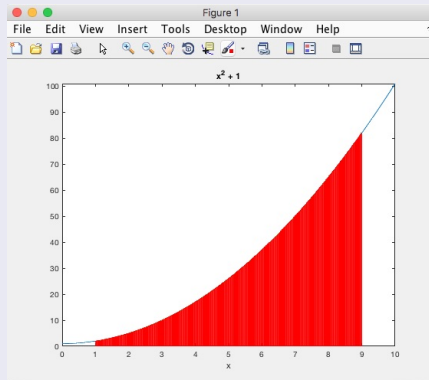 Figure 1
File Edit View Insert Tools Desktop Window Help
x² + 1
100
90
80
70
60
50
40
30
20
10
0
0 1 2 3 4 5 6 7 8 9 10
x